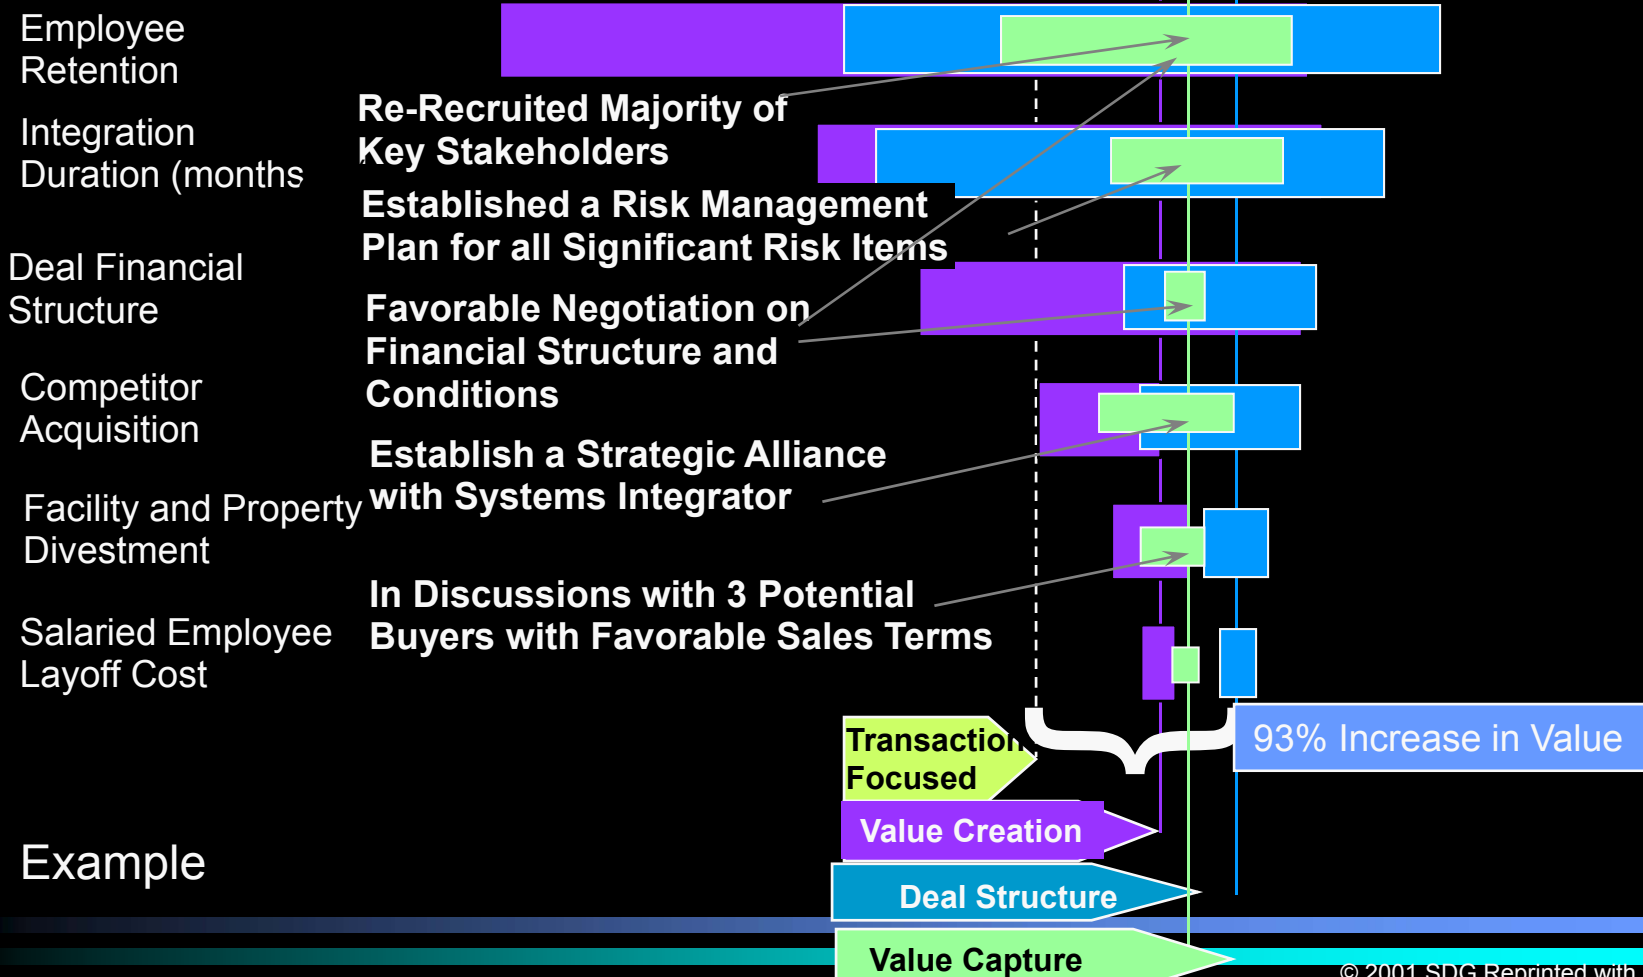 Employee
Retention
Re-Recruited Majority of
Key Stakeholders
Integration
Duration (months
Established a Risk Management
Plan for all Significant Risk Items
Deal Financial
Structure
Favorable Negotiation on
Financial Structure and
Conditions
Competitor
Acquisition
Establish a Strategic Alliance
with Systems Integrator
Facility and Property
Divestment
In Discussions with 3 Potential
Buyers with Favorable Sales Terms
Salaried Employee
Layoff Cost
Transaction
Focused
93% Increase in Value
Value Creation
Example
Deal Structure
Value Capture
© 2001 SDG Reprinted with